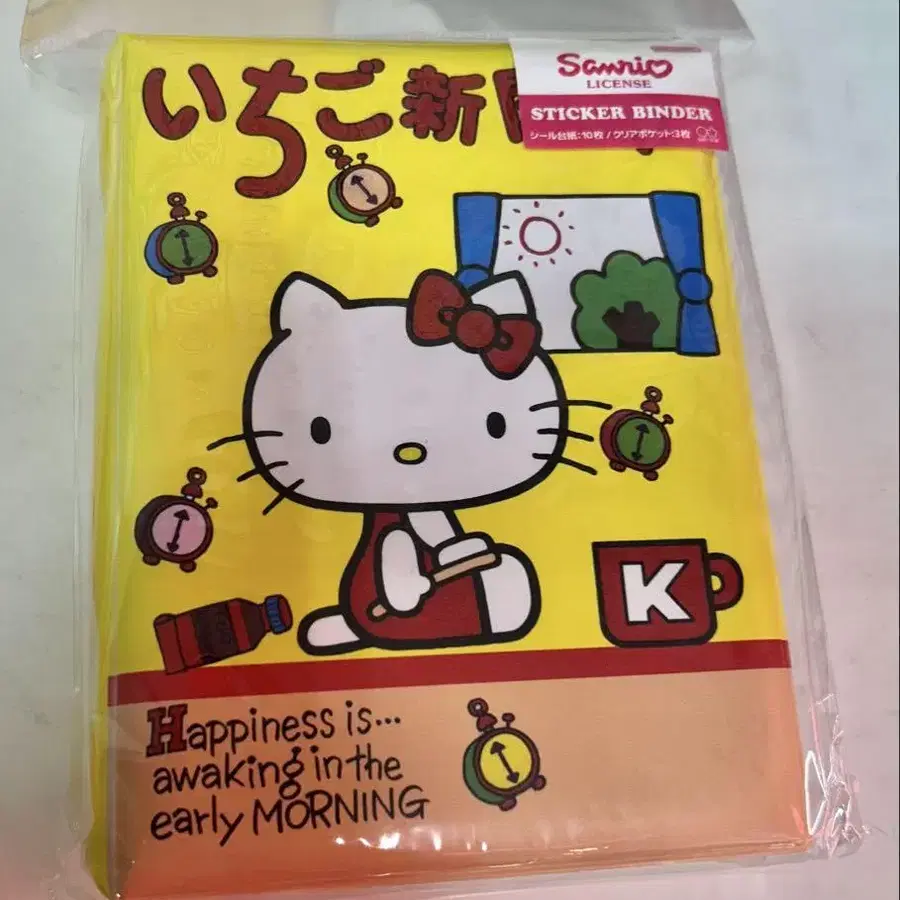 いちご新
Sanrio
LICENSE
STICKER BINDER
シール台紙:10枚 / クリアポケット:3枚
K
Happiness is...
awaking in the
early MORNING